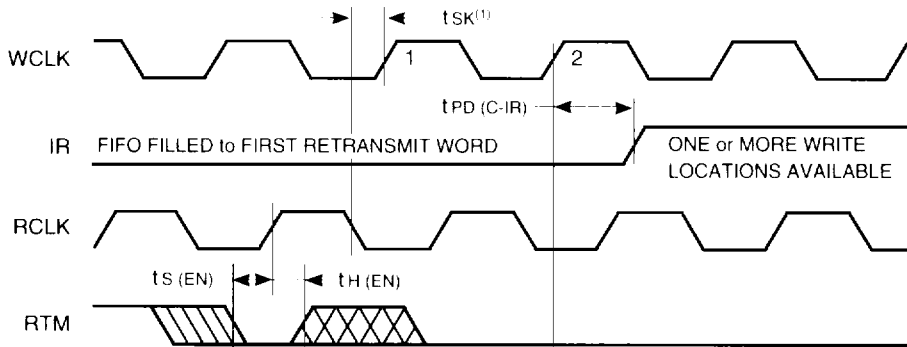 tSK(1)
WCLK 1 2
tPD (C-IR)
IR FIFO FILLED to FIRST RETRANSMIT WORD ONE or MORE WRITE
LOCATIONS AVAILABLE
RCLK
tS (EN) tH (EN)
RTM